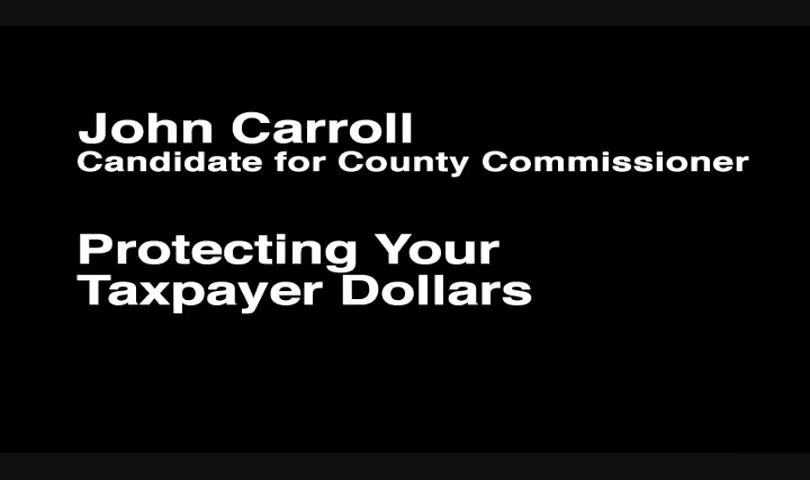 John Carroll
Candidate for County Commissioner
Protecting Your
Taxpayer Dollars